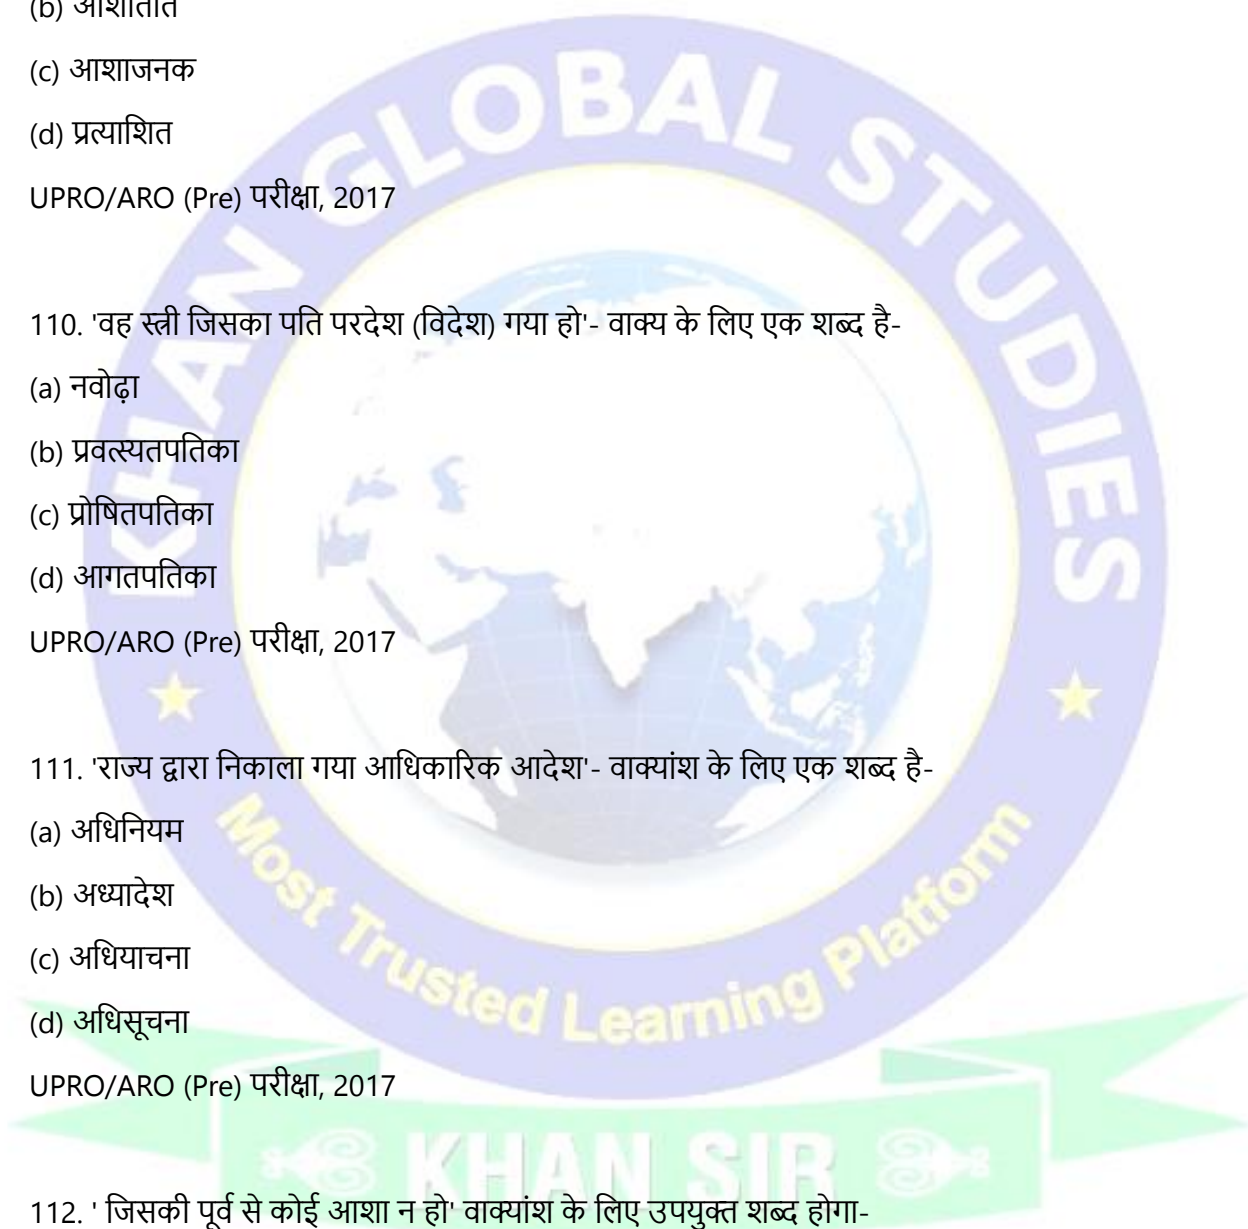 (b) आशातीत
(c) आशाजनक
(d) प्रत्याशित
UPRO/ARO (Pre) परीक्षा, 2017
110. 'वह स्त्री जिसका पति परदेश (विदेश) गया हो'- वाक्य के लिए एक शब्द है-
(a) नवोढ़ा
(b) प्रवत्स्यतपतिका
(c) प्रोषितपतिका
(d) आगतपतिका
UPRO/ARO (Pre) परीक्षा, 2017
111. 'राज्य द्वारा निकाला गया आधिकारिक आदेश'- वाक्यांश के लिए एक शब्द है-
(a) अधिनियम
(b) अध्यादेश
(c) अधियाचना
(d) अधिसूचना
UPRO/ARO (Pre) परीक्षा, 2017
112. ' जिसकी पूर्व से कोई आशा न हो' वाक्यांश के लिए उपयुक्त शब्द होगा-
KHAN GLOBAL STUDIES
Most Trusted Learning Platform
KHAN SIR